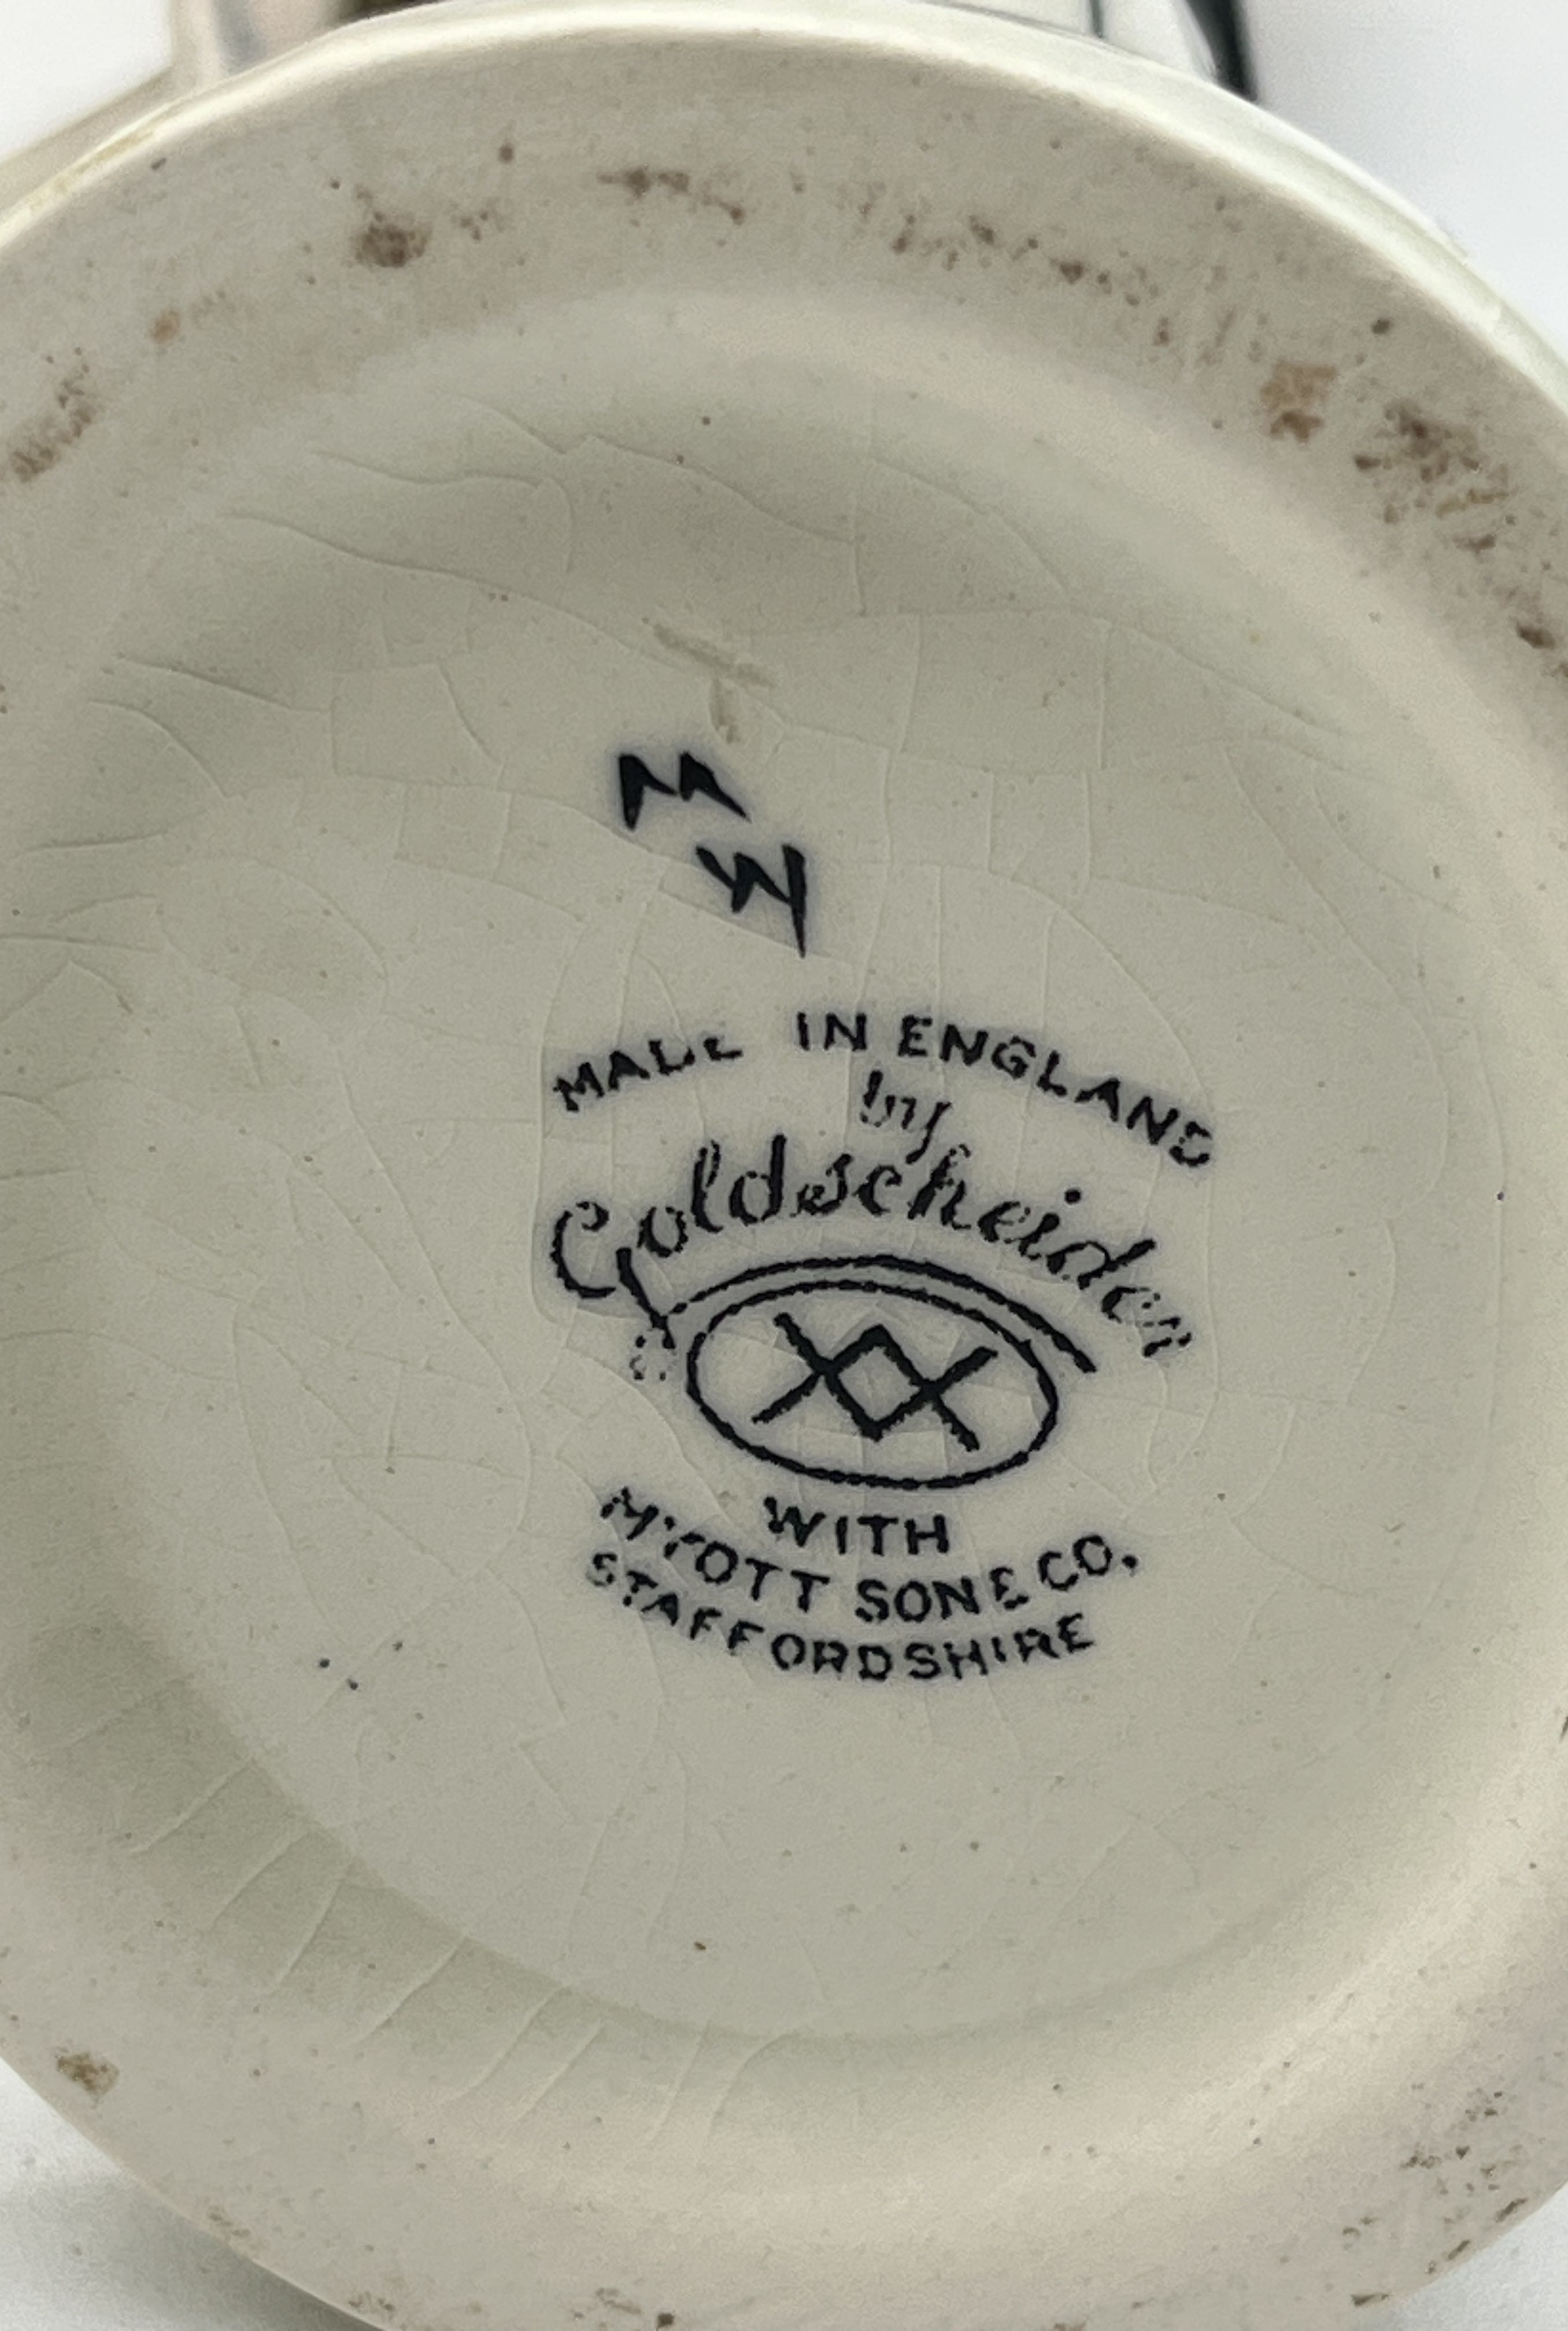 M
W
MADE IN ENGLAND
by
Goldscheider
WITH
MYOTT SON & CO.
STAFFORDSHIRE